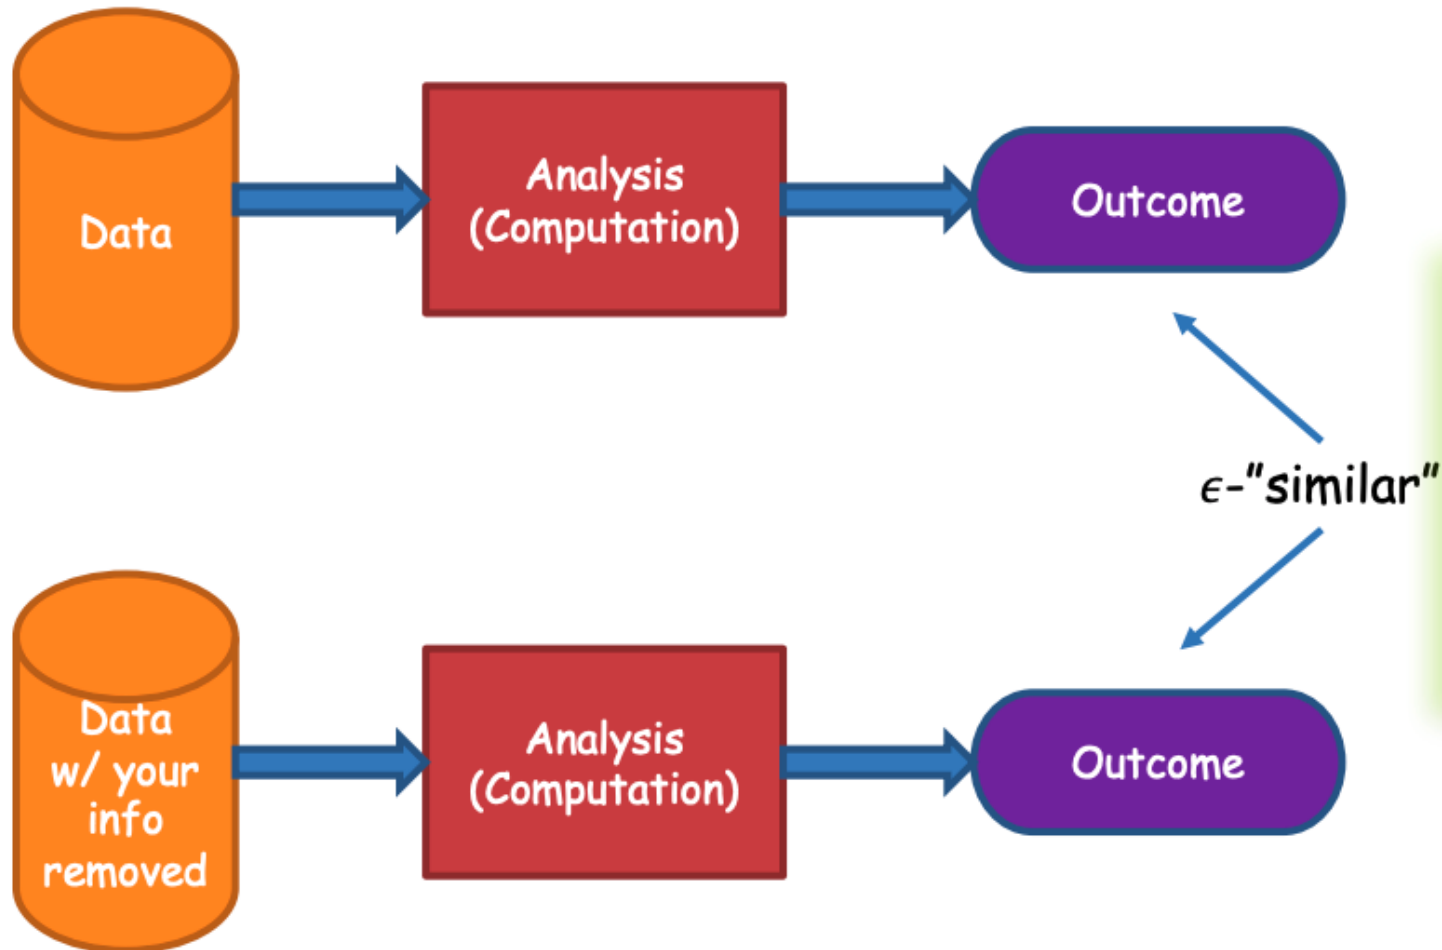 Data
Analysis
(Computation)
Outcome
ϵ-"similar"
Data
w/ your
info
removed
Analysis
(Computation)
Outcome